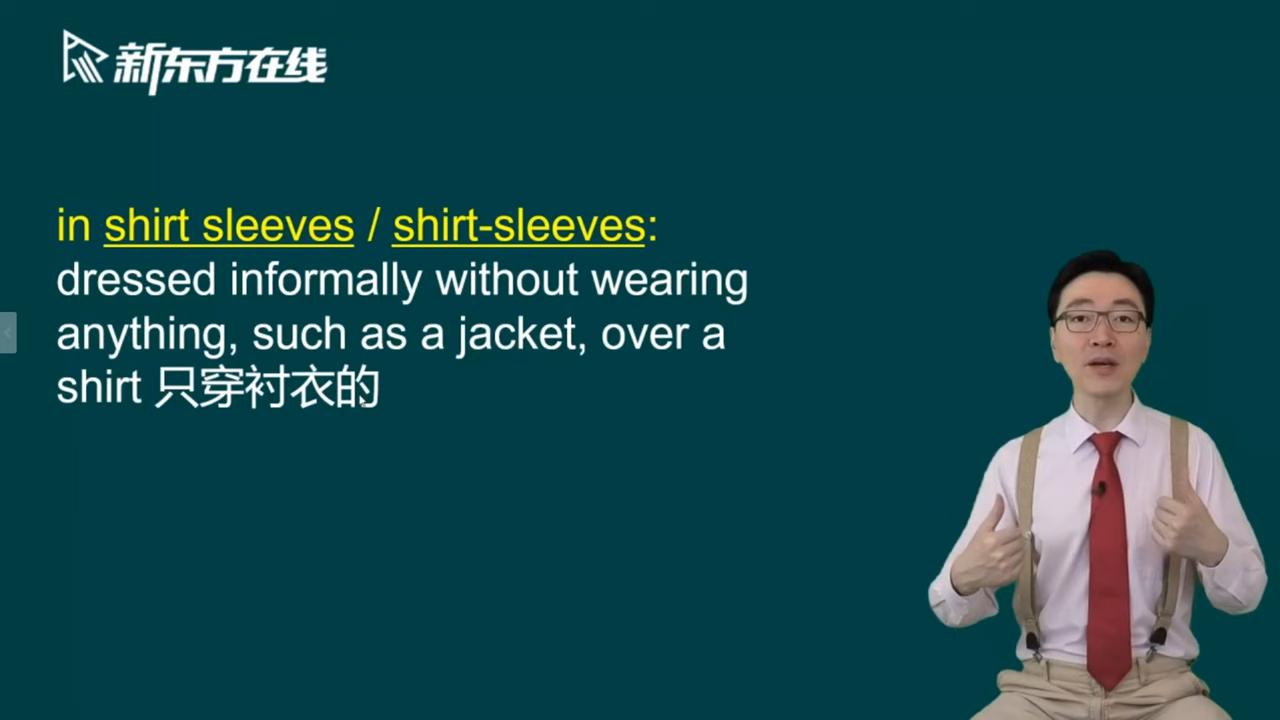 新东方在线
in shirt sleeves / shirt-sleeves:
dressed informally without wearing
anything, such as a jacket, over a
shirt 只穿衬衣的